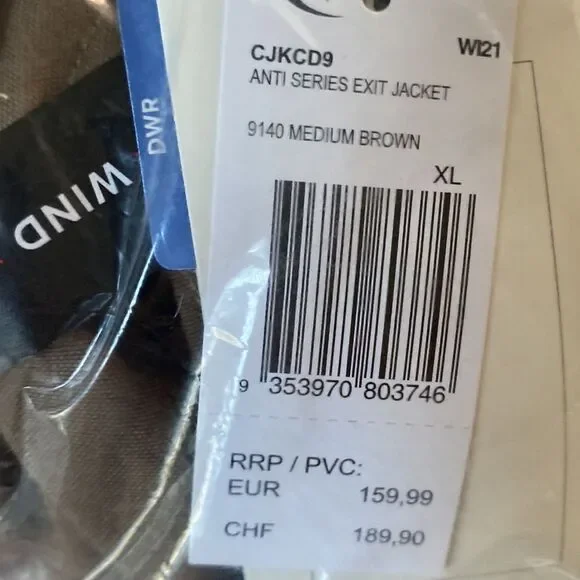 WI21
CJKCD9
ANTI SERIES EXIT JACKET
9140 MEDIUM BROWN
XL
9 353970 803746
RRP / PVC:
EUR 159,99
CHF 189,90
DWR
WIND